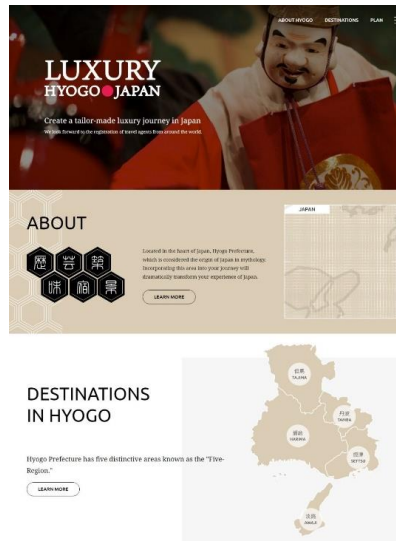 ABOUT HYOGO DESTINATIONS PLAN
LUXURY
HYOGO JAPAN
Create a tailor-made luxury journey in Japan
We look forward to the registration of travel agents from around the world.
ABOUT
JAPAN
歴 芸 築
味 宿 景
Located in the heart of Japan, Hyogo Prefecture,
which is considered the origin of Japan in mythology.
Incorporating this area into your journey will
dramatically transform your experience of Japan.
LEARN MORE
DESTINATIONS
IN HYOGO
Hyogo Prefecture has five distinctive areas known as the "Five-
Region."
LEARN MORE
但馬
TAJIMA
丹波
TAMBA
播磨
HARIMA
摂津
SETTSU
淡路
AWAJI